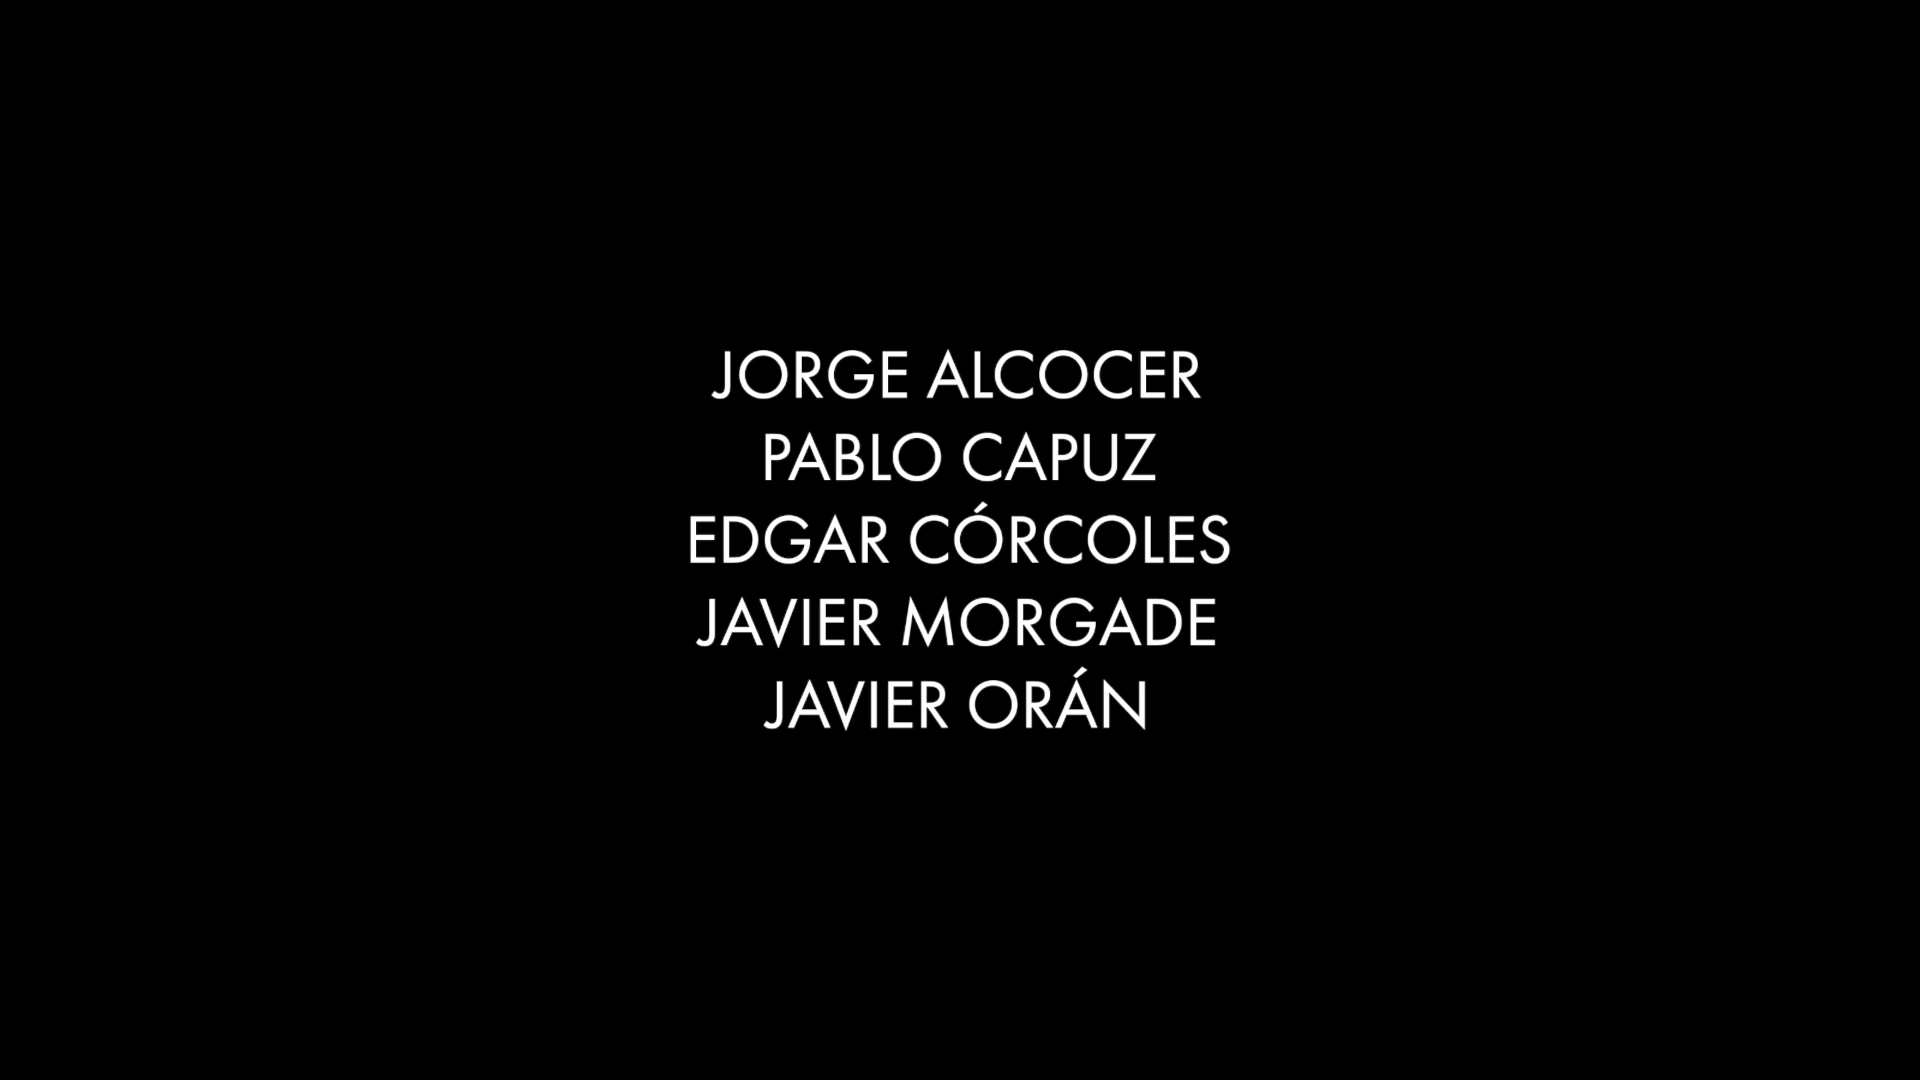 JORGE ALCOCER
PABLO CAPUZ
EDGAR CÓRCOLES
JAVIER MORGADE
JAVIER ORÁN